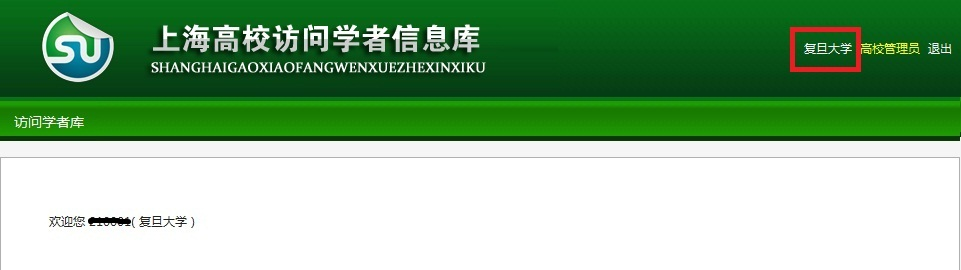 SU
上海高校访问学者信息库
SHANGHAIGAOXIAOFANGWENXUEZHEXINXIKU
复旦大学 高校管理员 退出
访问学者库
欢迎您 ( 复旦大学 )